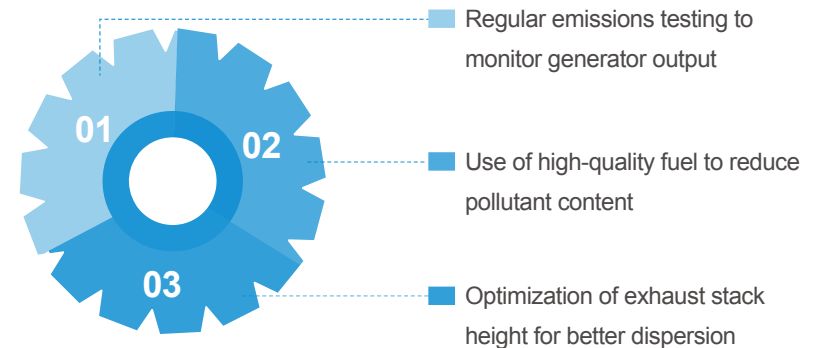 01
Regular emissions testing to
monitor generator output
02
Use of high-quality fuel to reduce
pollutant content
03
Optimization of exhaust stack
height for better dispersion